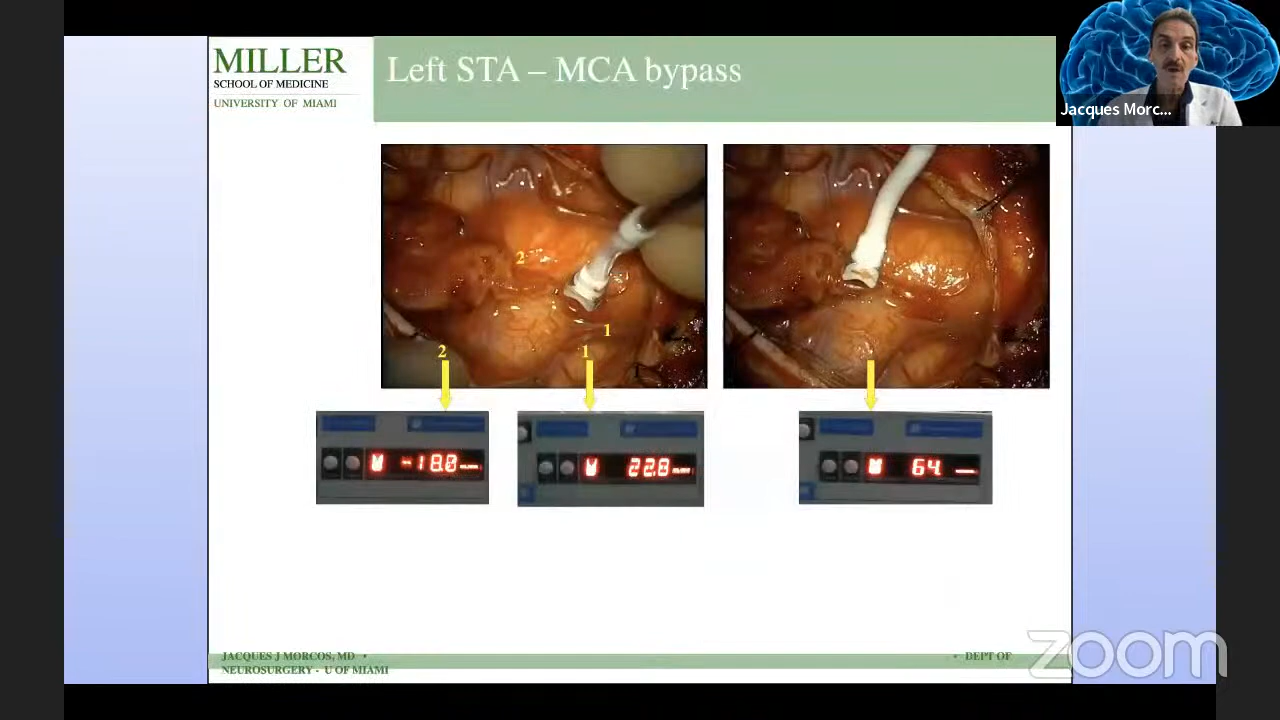 MILLER
SCHOOL OF MEDICINE
UNIVERSITY OF MIAMI
Left STA – MCA bypass
Jacques Morc...
2
1
2
1
-18.0
22.8
64.
JACQUES J MORCOS, MD •
NEUROSURGERY - U OF MIAMI
• DEPT OF
zoom